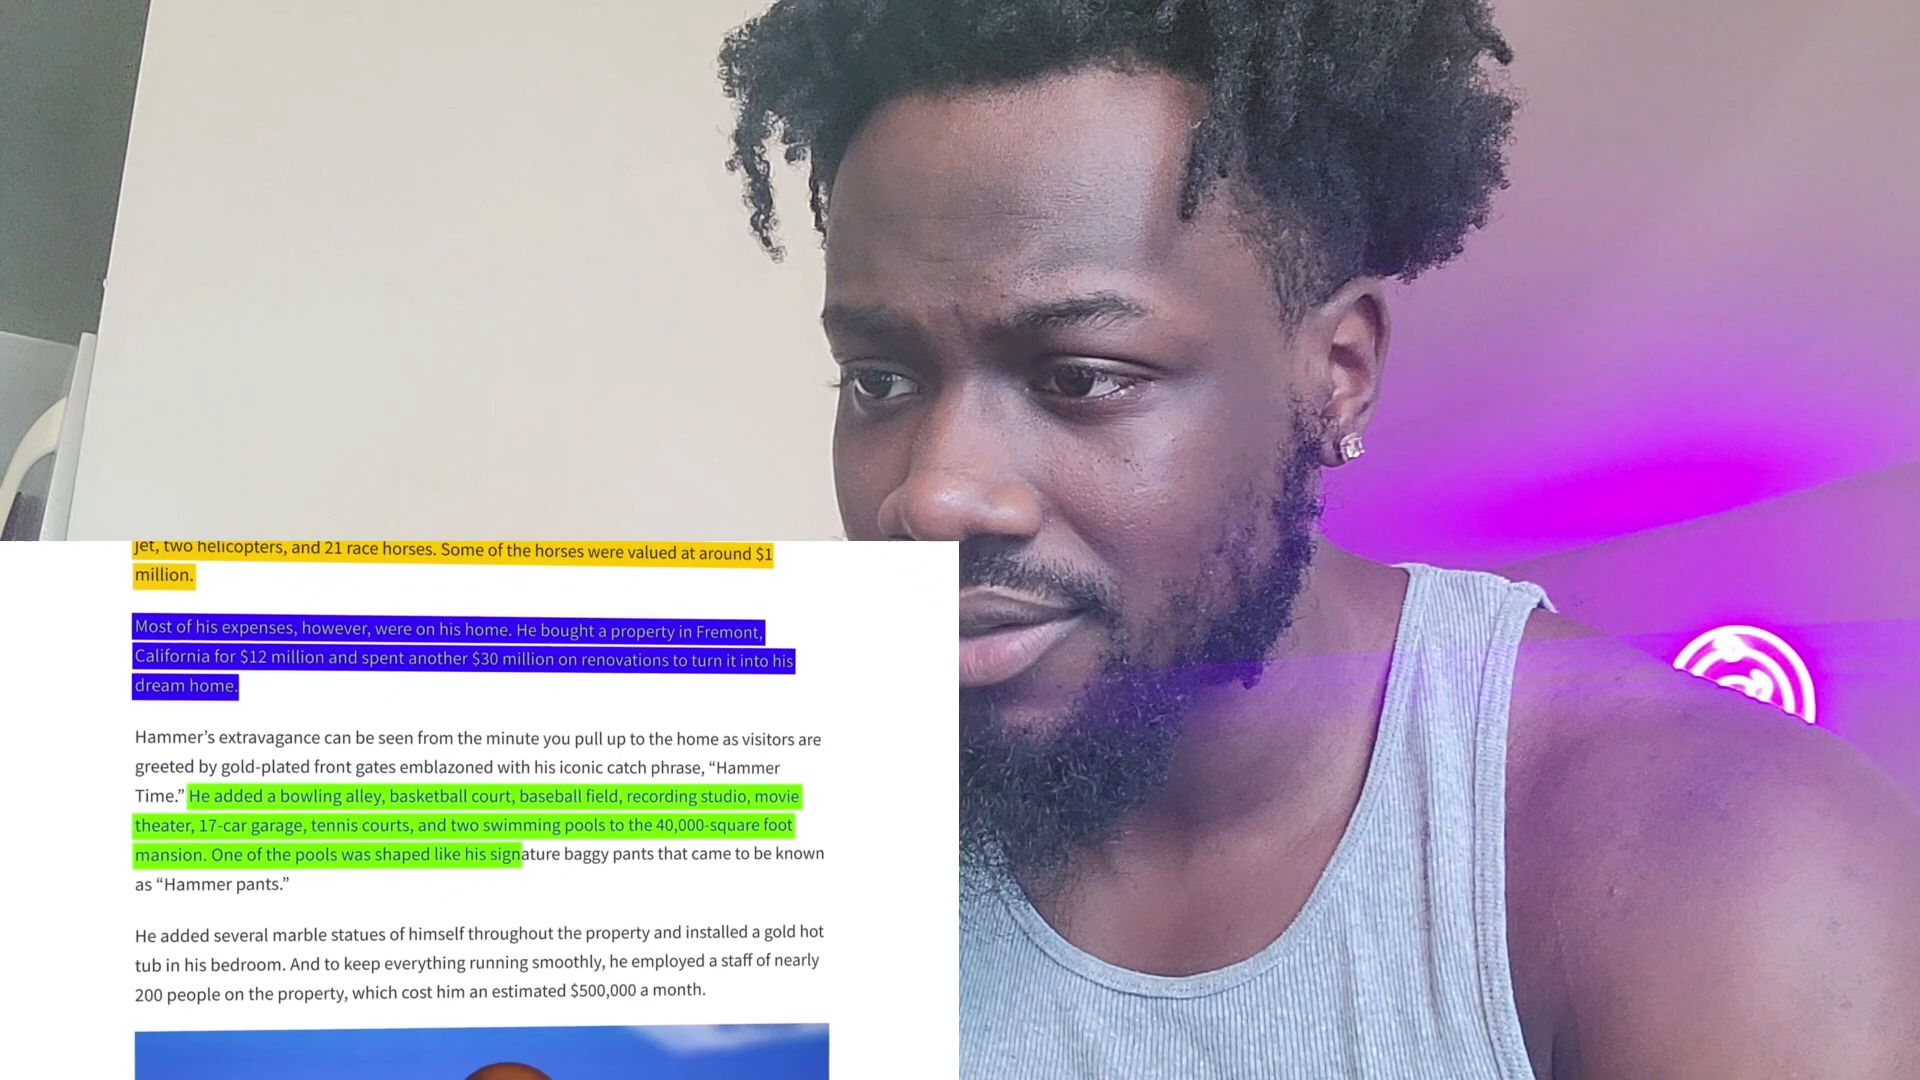 jet, two helicopters, and 21 race horses. Some of the horses were valued at around $1
million.
Most of his expenses, however, were on his home. He bought a property in Fremont,
California for $12 million and spent another $30 million on renovations to turn it into his
dream home.
Hammer’s extravagance can be seen from the minute you pull up to the home as visitors are
greeted by gold-plated front gates emblazoned with his iconic catch phrase, “Hammer
Time.” He added a bowling alley, basketball court, baseball field, recording studio, movie
theater, 17-car garage, tennis courts, and two swimming pools to the 40,000-square foot
mansion. One of the pools was shaped like his signature baggy pants that came to be known
as “Hammer pants.”
He added several marble statues of himself throughout the property and installed a gold hot
tub in his bedroom. And to keep everything running smoothly, he employed a staff of nearly
200 people on the property, which cost him an estimated $500,000 a month.